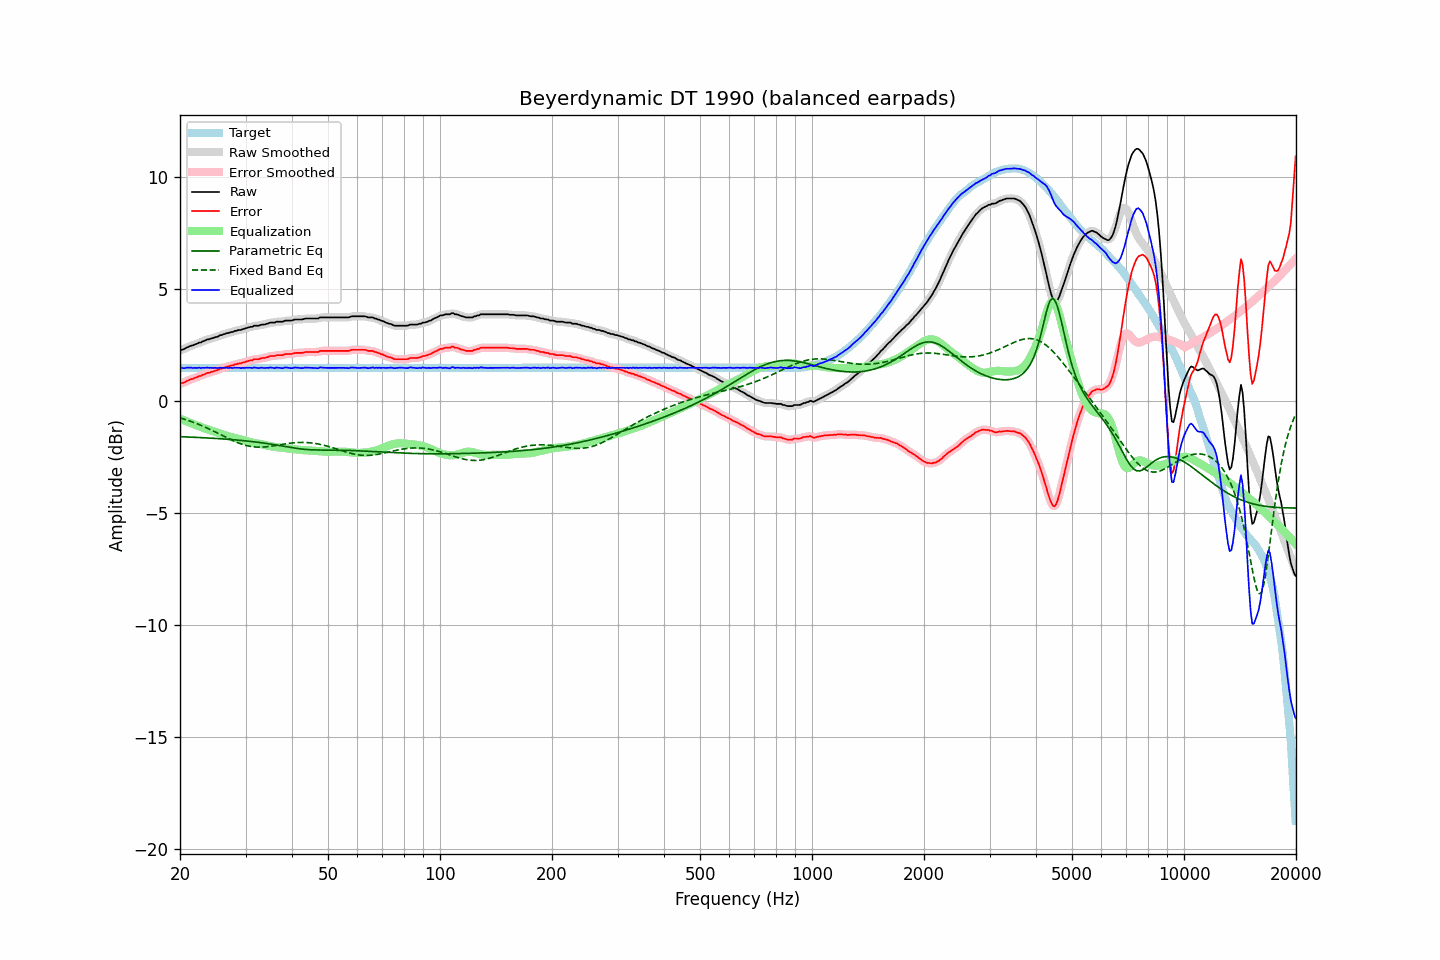 Beyerdynamic DT 1990 (balanced earpads)
Target
Raw Smoothed
Error Smoothed
Raw
Error
Equalization
Parametric Eq
Fixed Band Eq
Equalized
10
5
0
−5
−10
−15
−20
Amplitude (dBr)
20 50 100 200 500 1000 2000 5000 10000 20000
Frequency (Hz)